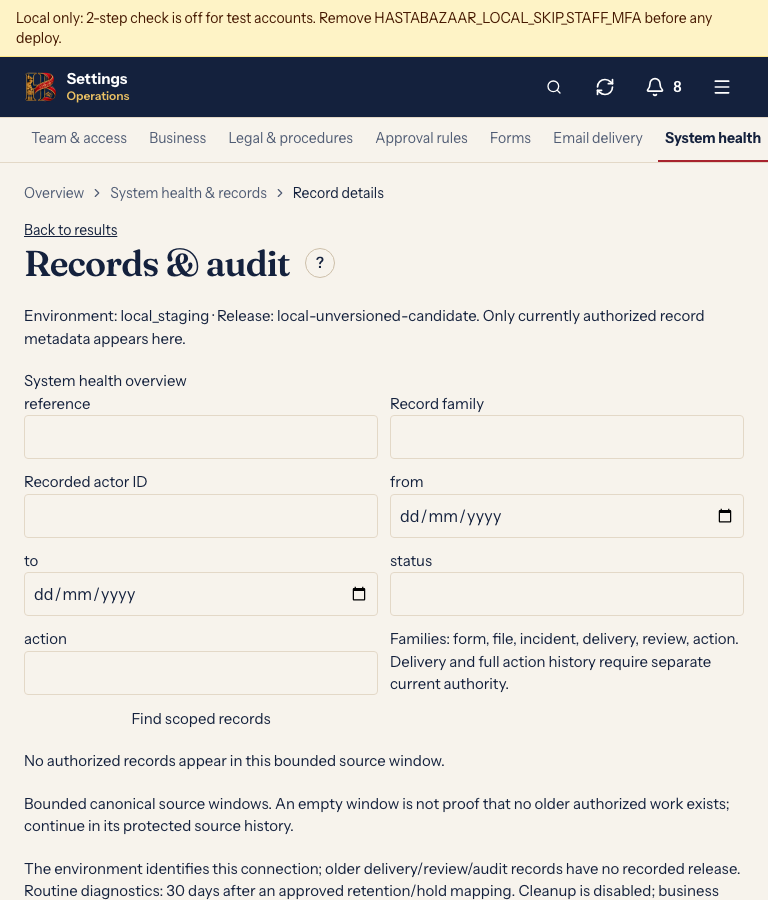 Local only: 2-step check is off for test accounts. Remove HASTABAZAAR_LOCAL_SKIP_STAFF_MFA before any
deploy.
Settings
Operations
8
Team & access
Business
Legal & procedures
Approval rules
Forms
Email delivery
System health
Overview > System health & records > Record details
Back to results
Records & audit
?
Environment: local_staging · Release: local-unversioned-candidate. Only currently authorized record
metadata appears here.
System health overview
reference
Record family
Recorded actor ID
from
dd/mm/yyyy
to
dd/mm/yyyy
status
action
Families: form, file, incident, delivery, review, action.
Delivery and full action history require separate
current authority.
Find scoped records
No authorized records appear in this bounded source window.
Bounded canonical source windows. An empty window is not proof that no older authorized work exists;
continue in its protected source history.
The environment identifies this connection; older delivery/review/audit records have no recorded release.
Routine diagnostics: 30 days after an approved retention/hold mapping. Cleanup is disabled; business